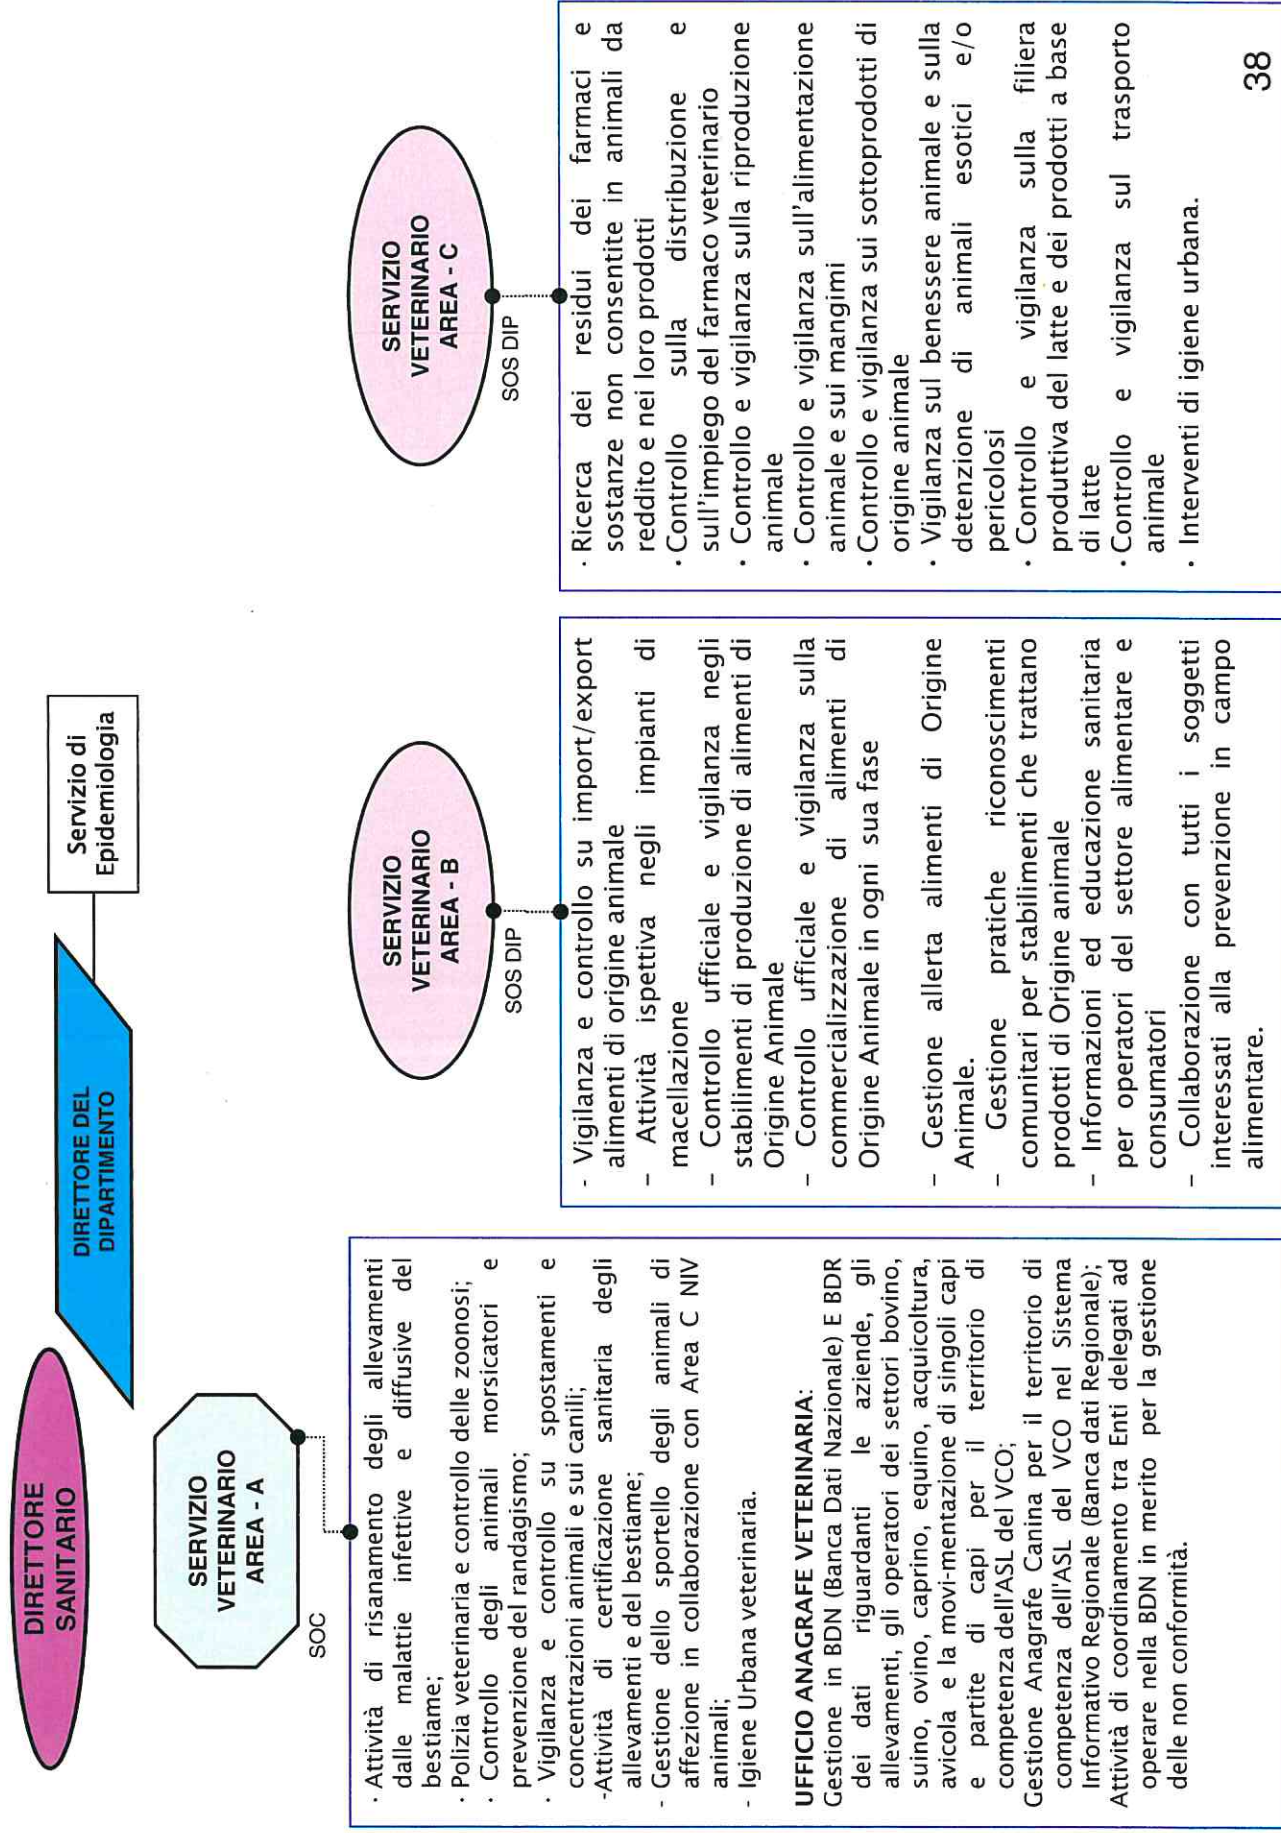 DIRETTORE
SANITARIO
DIRETTORE DEL
DIPARTIMENTO
Servizio di
Epidemiologia
SERVIZIO
VETERINARIO
AREA - A
SOC
· Attività di risanamento degli allevamenti
dalle malattie infettive e diffusive del
bestiame;
· Polizia veterinaria e controllo delle zoonosi;
· Controllo degli animali morsicatori e
prevenzione del randagismo;
· Vigilanza e controllo su spostamenti e
concentrazioni animali e sui canili;
-Attività di certificazione sanitaria degli
allevamenti e del bestiame;
- Gestione dello sportello degli animali di
affezione in collaborazione con Area C NIV
animali;
- Igiene Urbana veterinaria.
UFFICIO ANAGRAFE VETERINARIA:
Gestione in BDN (Banca Dati Nazionale) E BDR
dei dati riguardanti le aziende, gli
allevamenti, gli operatori dei settori bovino,
suino, ovino, caprino, equino, acquicoltura,
avicola e la movi-mentazione di singoli capi
e partite di capi per il territorio di
competenza dell'ASL del VCO;
Gestione Anagrafe Canina per il territorio di
competenza dell'ASL del VCO nel Sistema
Informativo Regionale (Banca dati Regionale);
Attività di coordinamento tra Enti delegati ad
operare nella BDN in merito per la gestione
delle non conformità.
SERVIZIO
VETERINARIO
AREA - B
SOS DIP
- Vigilanza e controllo su import/export
alimenti di origine animale
– Attività ispettiva negli impianti di
macellazione
– Controllo ufficiale e vigilanza negli
stabilimenti di produzione di alimenti di
Origine Animale
– Controllo ufficiale e vigilanza sulla
commercializzazione di alimenti di
Origine Animale in ogni sua fase
– Gestione allerta alimenti di Origine
Animale.
– Gestione pratiche riconoscimenti
comunitari per stabilimenti che trattano
prodotti di Origine animale
– Informazioni ed educazione sanitaria
per operatori del settore alimentare e
consumatori
– Collaborazione con tutti i soggetti
interessati alla prevenzione in campo
alimentare.
SERVIZIO
VETERINARIO
AREA - C
SOS DIP
· Ricerca dei residui dei farmaci e
sostanze non consentite in animali da
reddito e nei loro prodotti
· Controllo sulla distribuzione e
sull'impiego del farmaco veterinario
· Controllo e vigilanza sulla riproduzione
animale
· Controllo e vigilanza sull'alimentazione
animale e sui mangimi
· Controllo e vigilanza sui sottoprodotti di
origine animale
· Vigilanza sul benessere animale e sulla
detenzione di animali esotici e/o
pericolosi
· Controllo e vigilanza sulla filiera
produttiva del latte e dei prodotti a base
di latte
· Controllo e vigilanza sul trasporto
animale
· Interventi di igiene urbana.
38